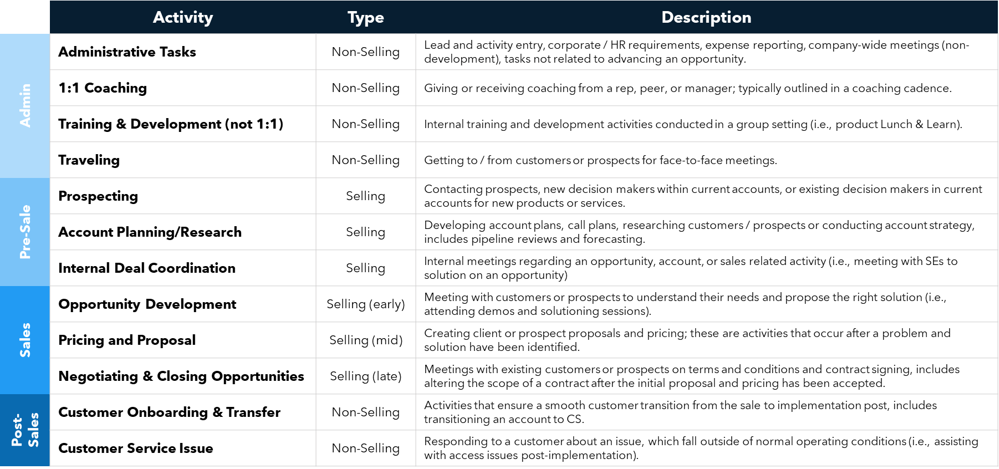 Activity Type Description
Admin
Administrative Tasks Non-Selling Lead and activity entry, corporate / HR requirements, expense reporting, company-wide meetings (non-
development), tasks not related to advancing an opportunity.
1:1 Coaching Non-Selling Giving or receiving coaching from a rep, peer, or manager; typically outlined in a coaching cadence.
Training & Development (not 1:1) Non-Selling Internal training and development activities conducted in a group setting (i.e., product Lunch & Learn).
Traveling Non-Selling Getting to / from customers or prospects for face-to-face meetings.
Pre-Sale
Prospecting Selling Contacting prospects, new decision makers within current accounts, or existing decision makers in current
accounts for new products or services.
Account Planning/Research Selling Developing account plans, call plans, researching customers / prospects or conducting account strategy,
includes pipeline reviews and forecasting.
Internal Deal Coordination Selling Internal meetings regarding an opportunity, account, or sales related activity (i.e., meeting with SEs to
solution on an opportunity)
Sales
Opportunity Development Selling (early) Meeting with customers or prospects to understand their needs and propose the right solution (i.e.,
attending demos and solutioning sessions).
Pricing and Proposal Selling (mid) Creating client or prospect proposals and pricing; these are activities that occur after a problem and
solution have been identified.
Negotiating & Closing Opportunities Selling (late) Meetings with existing customers or prospects on terms and conditions and contract signing, includes
altering the scope of a contract after the initial proposal and pricing has been accepted.
Post-
Sales
Customer Onboarding & Transfer Non-Selling Activities that ensure a smooth customer transition from the sale to implementation post, includes
transitioning an account to CS.
Customer Service Issue Non-Selling Responding to a customer about an issue, which fall outside of normal operating conditions (i.e., assisting
with access issues post-implementation).